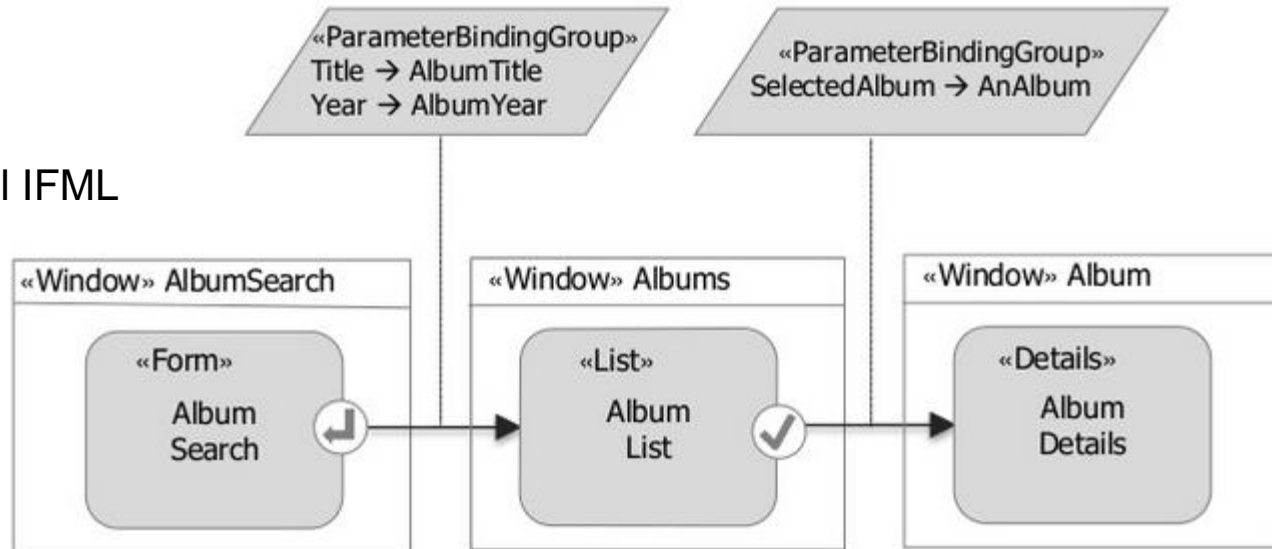 «ParameterBindingGroup»
Title → AlbumTitle
Year → AlbumYear
«ParameterBindingGroup»
SelectedAlbum → AnAlbum
l IFML
«Window» AlbumSearch
«Form»
Album
Search
«Window» Albums
«List»
Album
List
«Window» Album
«Details»
Album
Details